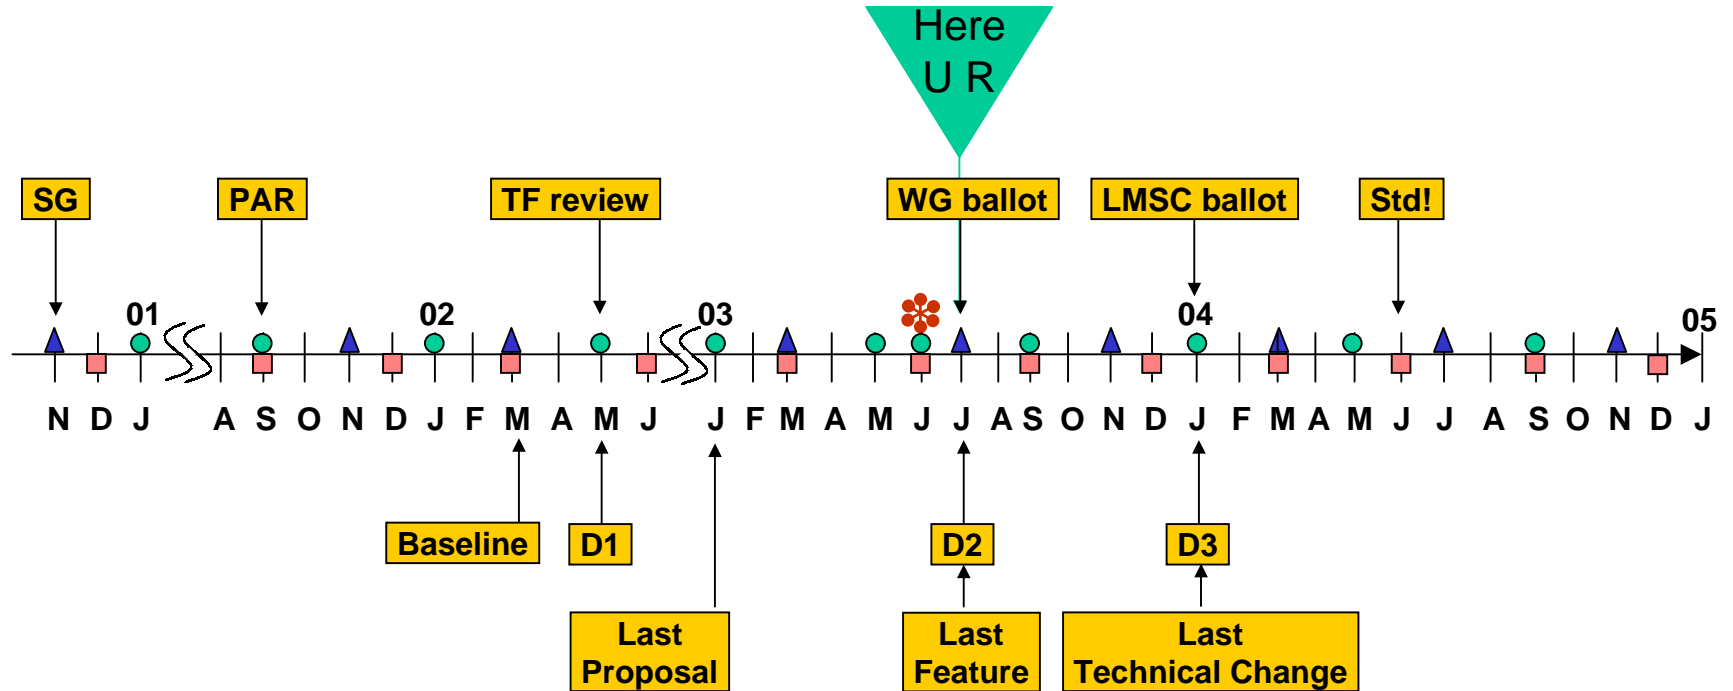 Here
U R
SG
PAR
TF review
WG ballot
LMSC ballot
Std!
01
02
03
04
05
N D J A S O N D J F M A M J J F M A M J J A S O N D J F M A M J J A S O N D J
Baseline
D1
D2
D3
Last
Proposal
Last
Feature
Last
Technical Change